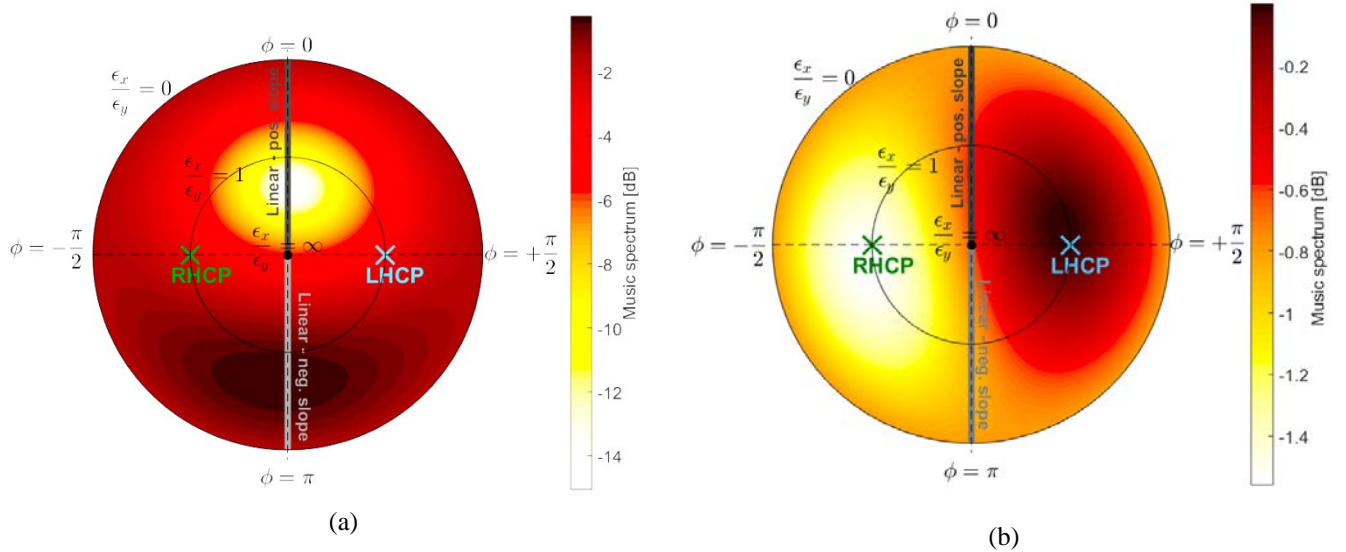 ϕ = 0
ϵx/ϵy = 0
Linear - pos. slope
ϵx/ϵy = 1
ϵx/ϵy = ∞
ϕ = −π/2
ϕ = +π/2
RHCP
LHCP
Linear - neg. slope
ϕ = π
-2
-4
-6
-8
-10
-12
-14
Music spectrum [dB]
(a)
ϕ = 0
ϵx/ϵy = 0
Linear - pos. slope
ϵx/ϵy = 1
ϵx/ϵy = ∞
ϕ = −π/2
ϕ = +π/2
RHCP
LHCP
Linear - neg. slope
ϕ = π
-0.2
-0.4
-0.6
-0.8
-1
-1.2
-1.4
Music spectrum [dB]
(b)